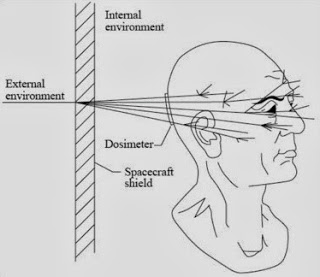 Internal
environment
External
environment
Dosimeter
Spacecraft
shield